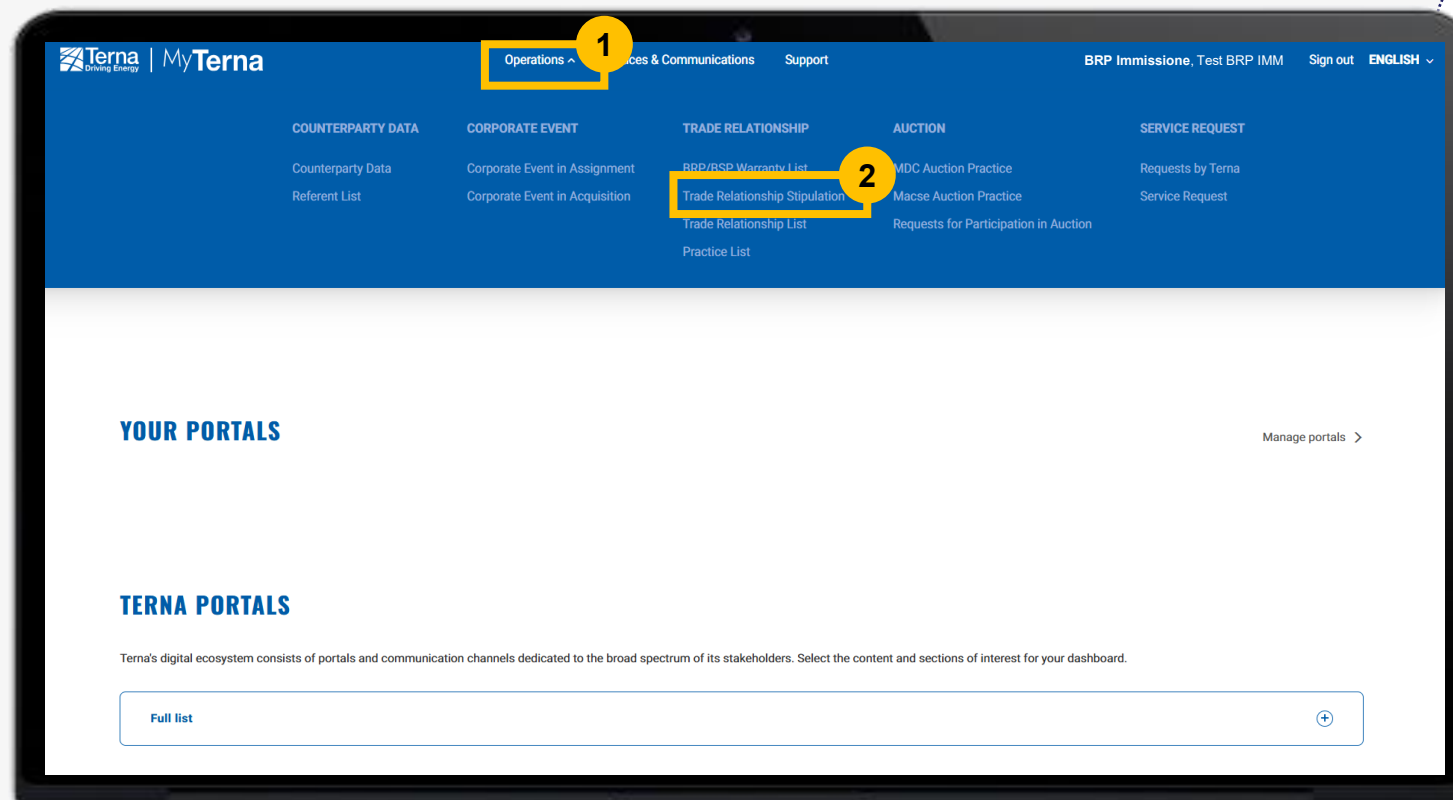 Terna
Driving Energy
MyTerna
Operations
1
& Communications
Support
BRP Immissione, Test BRP IMM
Sign out
ENGLISH
COUNTERPARTY DATA
Counterparty Data
Referent List
CORPORATE EVENT
Corporate Event in Assignment
Corporate Event in Acquisition
TRADE RELATIONSHIP
BRP/BSP Warranty List
2
Trade Relationship Stipulation
Trade Relationship List
Practice List
AUCTION
MDC Auction Practice
Macse Auction Practice
Requests for Participation in Auction
SERVICE REQUEST
Requests by Terna
Service Request
YOUR PORTALS
Manage portals
TERNA PORTALS
Terna's digital ecosystem consists of portals and communication channels dedicated to the broad spectrum of its stakeholders. Select the content and sections of interest for your dashboard.
Full list